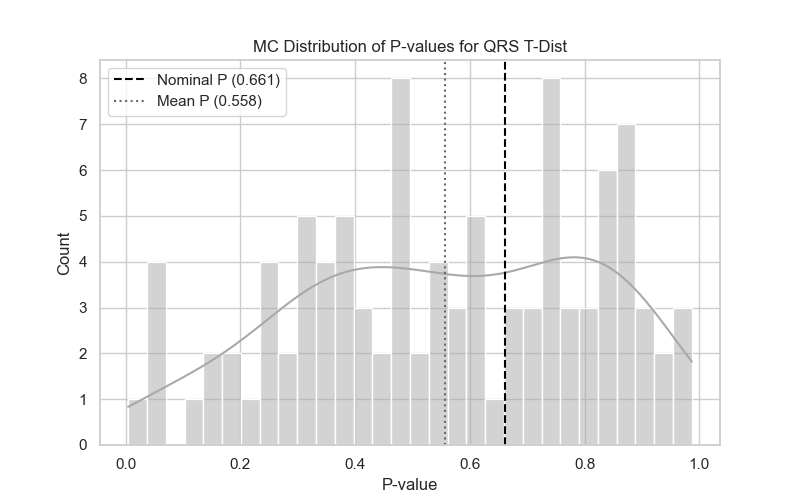 MC Distribution of P-values for QRS T-Dist
Nominal P (0.661)
Mean P (0.558)
8
7
6
5
4
3
2
1
0
Count
0.0 0.2 0.4 0.6 0.8 1.0
P-value